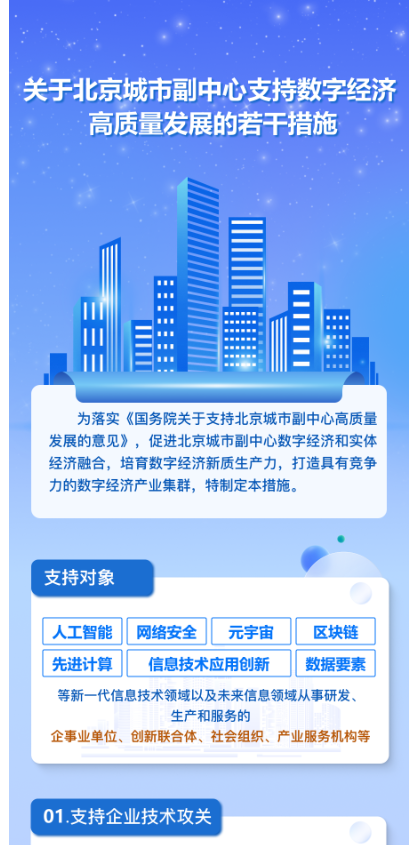 关于北京城市副中心支持数字经济
高质量发展的若干措施
为落实《国务院关于支持北京城市副中心高质量
发展的意见》，促进北京城市副中心数字经济和实体
经济融合，培育数字经济新质生产力，打造具有竞争
力的数字经济产业集群，特制定本措施。
支持对象
人工智能 网络安全 元宇宙 区块链
先进计算 信息技术应用创新 数据要素
等新一代信息技术领域以及未来信息领域从事研发、
生产和服务的
企事业单位、创新联合体、社会组织、产业服务机构等
01.支持企业技术攻关